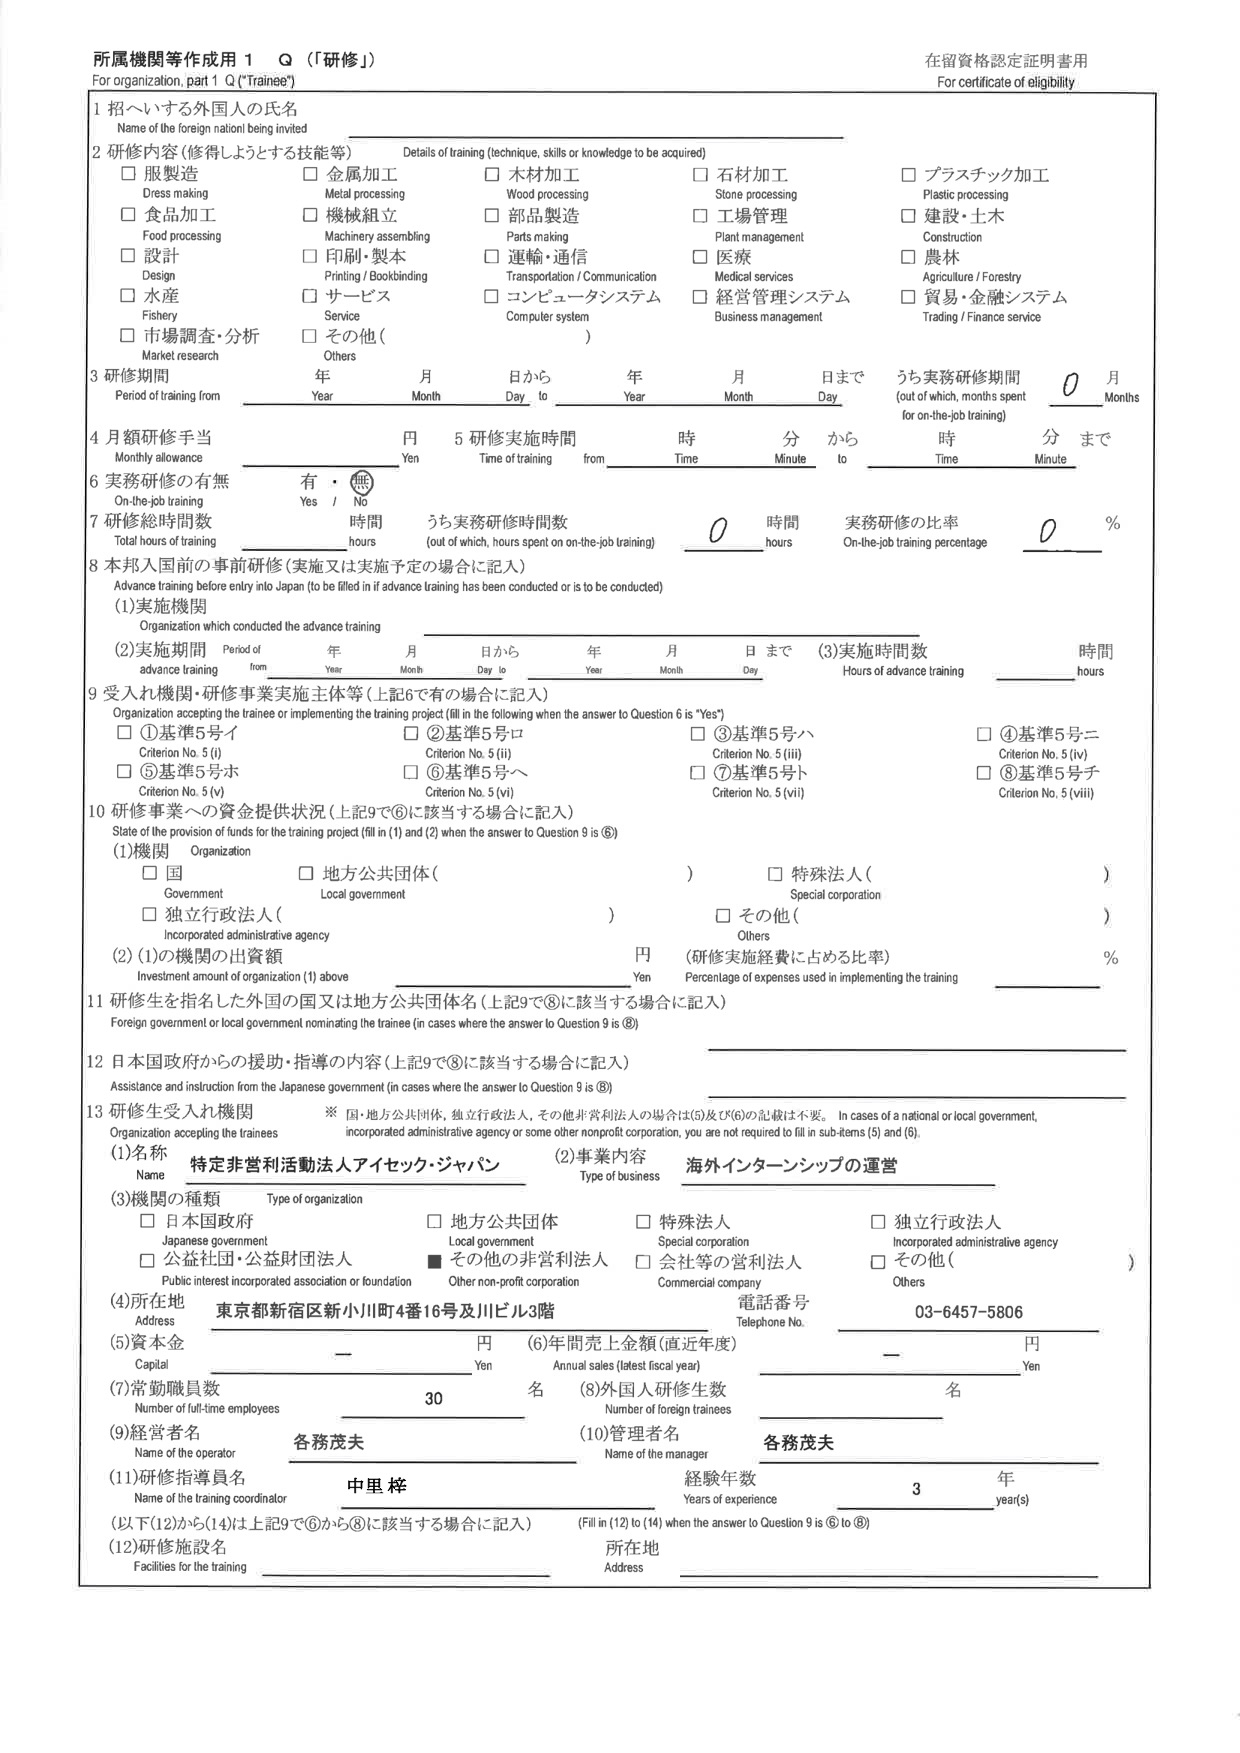 所属機関等作成用 1 Q （「研修」） 在留資格認定証明書用
For organization, part 1 Q ("Trainee") For certificate of eligibility
1 招へいする外国人の氏名
Name of the foreign nationl being invited
2 研修内容（修得しようとする技能等） Details of training (technique, skills or knowledge to be acquired)
□ 服製造 □ 金属加工 □ 木材加工 □ 石材加工 □ プラスチック加工
Dress making Metal processing Wood processing Stone processing Plastic processing
□ 食品加工 □ 機械組立 □ 部品製造 □ 工場管理 □ 建設・土木
Food processing Machinery assembling Parts making Plant management Construction
□ 設計 □ 印刷・製本 □ 運輸・通信 □ 医療 □ 農林
Design Printing / Bookbinding Transportation / Communication Medical services Agriculture / Forestry
□ 水産 □ サービス □ コンピュータシステム □ 経営管理システム □ 貿易・金融システム
Fishery Service Computer system Business management Trading / Finance service
□ 市場調査・分析 □ その他（ ）
Market research Others
3 研修期間 年 月 日から 年 月 日まで うち実務研修期間 0 月
Period of training from Year Month Day to Year Month Day (out of which, months spent Months
for on-the-job training)
4 月額研修手当 円 5 研修実施時間 時 分 から 時 分 まで
Monthly allowance Yen Time of training from Time Minute to Time Minute
6 実務研修の有無 有 ・ 無
On-the-job training Yes / No
7 研修総時間数 時間 うち実務研修時間数 0 時間 実務研修の比率 0 %
Total hours of training hours (out of which, hours spent on on-the-job training) hours On-the-job training percentage
8 本邦入国前の事前研修（実施又は実施予定の場合に記入）
Advance training before entry into Japan (to be filled in if advance training has been conducted or is to be conducted)
(1)実施機関
Organization which conducted the advance training
(2)実施期間 Period of 年 月 日から 年 月 日 まで (3)実施時間数 時間
advance training from Year Month Day to Year Month Day Hours of advance training hours
9 受入れ機関・研修事業実施主体等（上記6で有の場合に記入）
Organization accepting the trainee or implementing the training project (fill in the following when the answer to Question 6 is "Yes")
□ ①基準5号イ □ ②基準5号ロ □ ③基準5号ハ □ ④基準5号ニ
Criterion No. 5 (i) Criterion No. 5 (ii) Criterion No. 5 (iii) Criterion No. 5 (iv)
□ ⑤基準5号ホ □ ⑥基準5号ヘ □ ⑦基準5号ト □ ⑧基準5号チ
Criterion No. 5 (v) Criterion No. 5 (vi) Criterion No. 5 (vii) Criterion No. 5 (viii)
10 研修事業への資金提供状況（上記9で⑥に該当する場合に記入）
State of the provision of funds for the training project (fill in (1) and (2) when the answer to Question 9 is ⑥)
(1)機関 Organization
□ 国 □ 地方公共団体（ ） □ 特殊法人（ ）
Government Local government Special corporation
□ 独立行政法人（ ） □ その他（ ）
Incorporated administrative agency Others
(2) (1)の機関の出資額 円 （研修実施経費に占める比率） %
Investment amount of organization (1) above Yen Percentage of expenses used in implementing the training
11 研修生を指名した外国の国又は地方公共団体名（上記9で⑧に該当する場合に記入）
Foreign government or local government nominating the trainee (in cases where the answer to Question 9 is ⑧)
12 日本国政府からの援助・指導の内容（上記9で⑧に該当する場合に記入）
Assistance and instruction from the Japanese government (in cases where the answer to Question 9 is ⑧)
13 研修生受入れ機関 ※ 国・地方公共団体，独立行政法人，その他非営利法人の場合は(5)及び(6)の記載は不要。 In cases of a national or local government,
Organization accepting the trainees incorporated administrative agency or some other nonprofit corporation, you are not required to fill in sub-items (5) and (6).
(1)名称 特定非営利活動法人アイセック・ジャパン (2)事業内容 海外インターンシップの運営
Name Type of business
(3)機関の種類 Type of organization
□ 日本国政府 □ 地方公共団体 □ 特殊法人 □ 独立行政法人
Japanese government Local government Special corporation Incorporated administrative agency
□ 公益社団・公益財団法人 ■ その他の非営利法人 □ 会社等の営利法人 □ その他（ ）
Public interest incorporated association or foundation Other non-profit corporation Commercial company Others
(4)所在地 東京都新宿区新小川町4番16号及川ビル3階 電話番号 03-6457-5806
Address Telephone No.
(5)資本金 － 円 (6)年間売上金額（直近年度） － 円
Capital Yen Annual sales (latest fiscal year) Yen
(7)常勤職員数 30 名 (8)外国人研修生数 名
Number of full-time employees Number of foreign trainees
(9)経営者名 各務茂夫 (10)管理者名 各務茂夫
Name of the operator Name of the manager
(11)研修指導員名 中里 梓 経験年数 3 年
Name of the training coordinator Years of experience year(s)
（以下(12)から(14)は上記9で⑥から⑧に該当する場合に記入） (Fill in (12) to (14) when the answer to Question 9 is ⑥ to ⑧)
(12)研修施設名 所在地
Facilities for the training Address